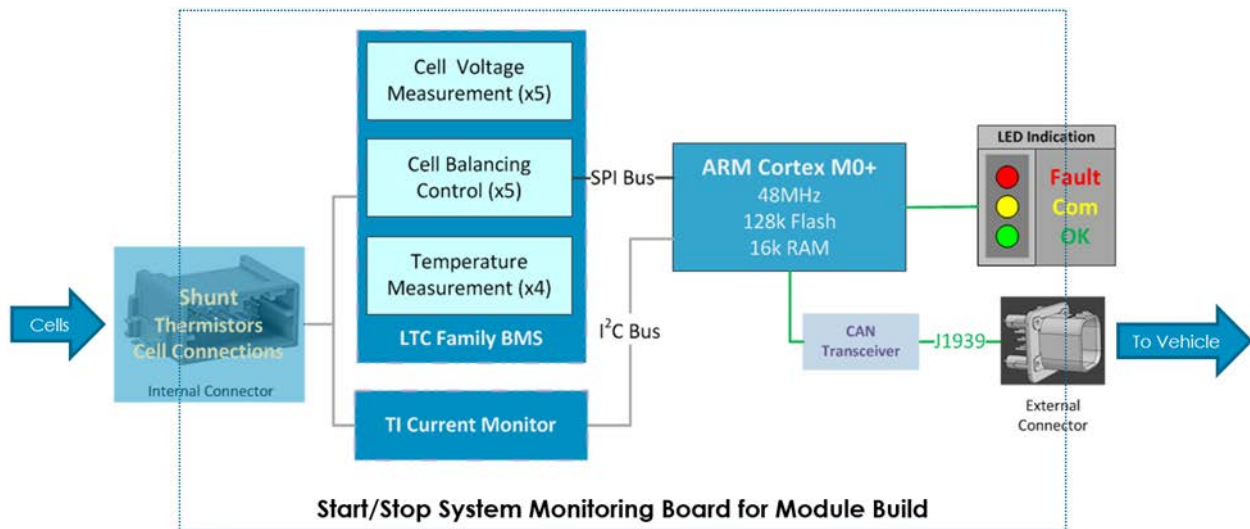 Cell Voltage
Measurement (x5)
Cell Balancing
Control (x5)
Temperature
Measurement (x4)
LTC Family BMS
TI Current Monitor
Cells
Shunt
Thermistors
Cell Connections
Internal Connector
SPI Bus
I²C Bus
ARM Cortex M0+
48MHz
128k Flash
16k RAM
LED Indication
Fault
Com
OK
CAN
Transceiver
J1939
External
Connector
To Vehicle
Start/Stop System Monitoring Board for Module Build